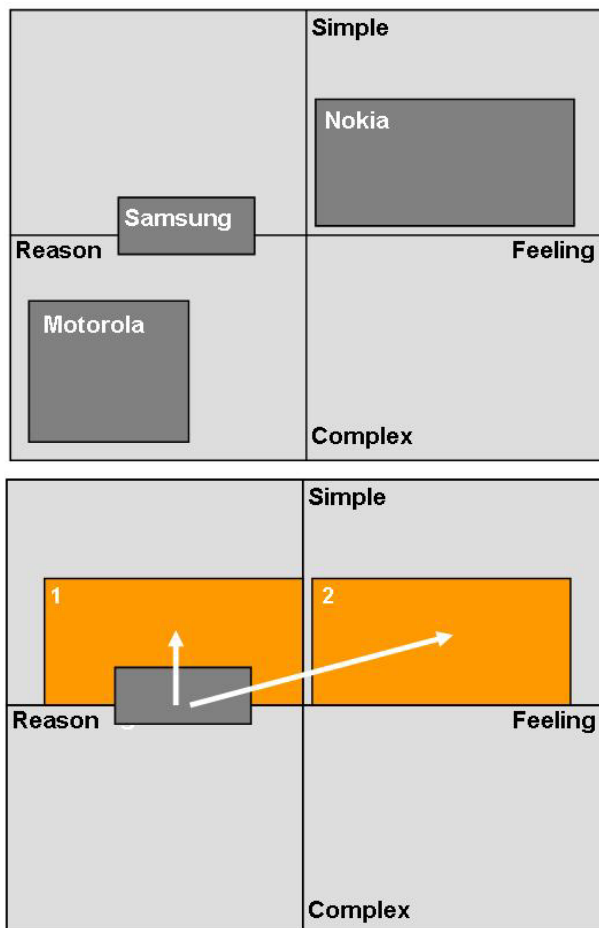 Simple
Nokia
Samsung
Reason
Feeling
Motorola
Complex
Simple
1
2
Reason
Feeling
Complex